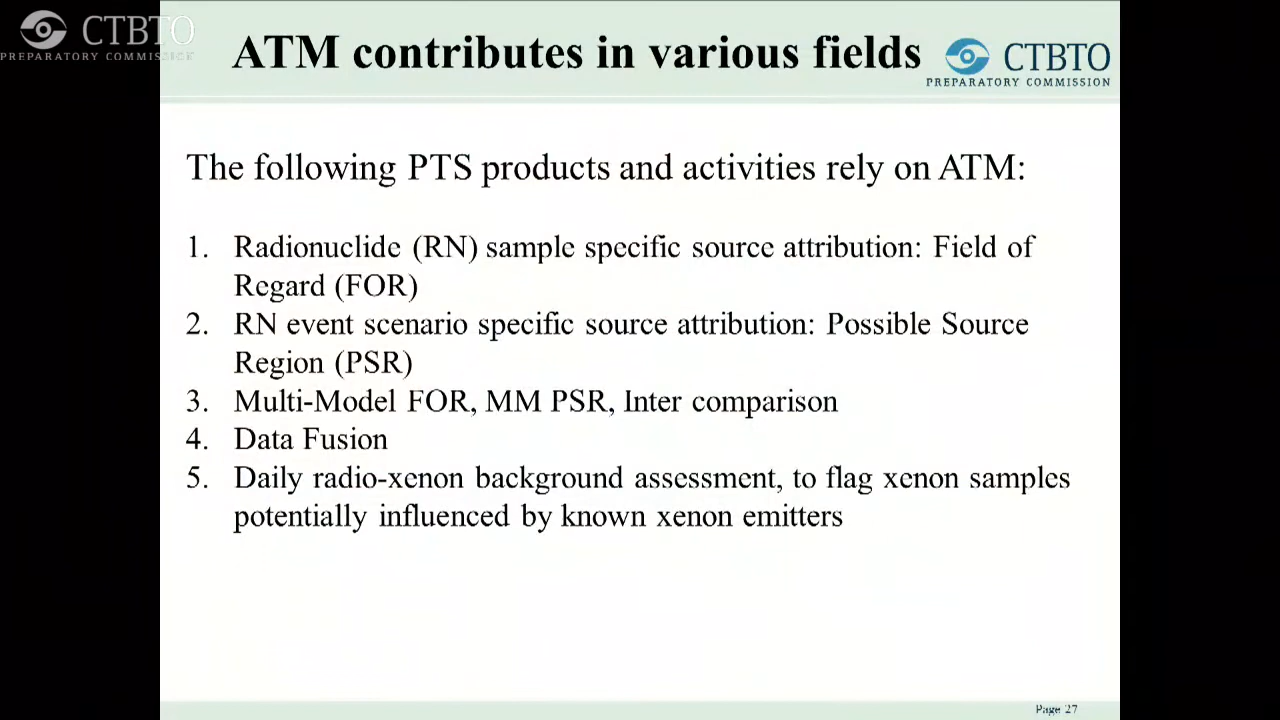 CTBTO
PREPARATORY COMMISSION
ATM contributes in various fields
CTBTO
PREPARATORY COMMISSION
The following PTS products and activities rely on ATM:
1. Radionuclide (RN) sample specific source attribution: Field of
Regard (FOR)
2. RN event scenario specific source attribution: Possible Source
Region (PSR)
3. Multi-Model FOR, MM PSR, Inter comparison
4. Data Fusion
5. Daily radio-xenon background assessment, to flag xenon samples
potentially influenced by known xenon emitters
Page 27